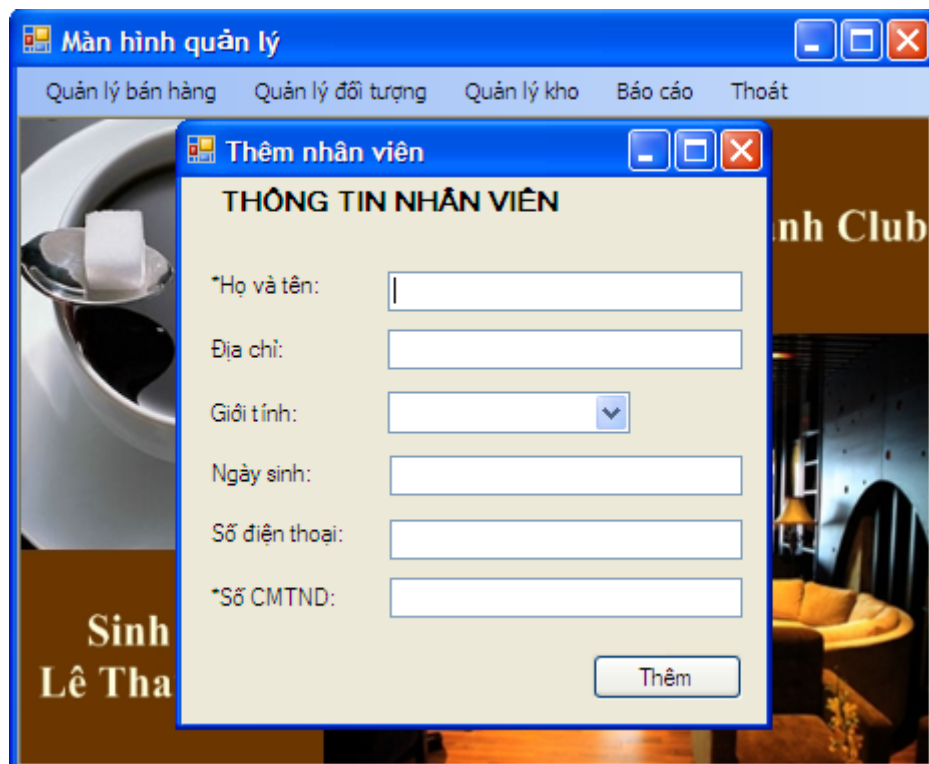 Màn hình quản lý
Quản lý bán hàng Quản lý đối tượng Quản lý kho Báo cáo Thoát
Thêm nhân viên
THÔNG TIN NHÂN VIÊN
Club
*Họ và tên:
Địa chỉ:
Giới tính:
Ngày sinh:
Số điện thoại:
*Số CMTND:
Sinh
Lê
Thêm